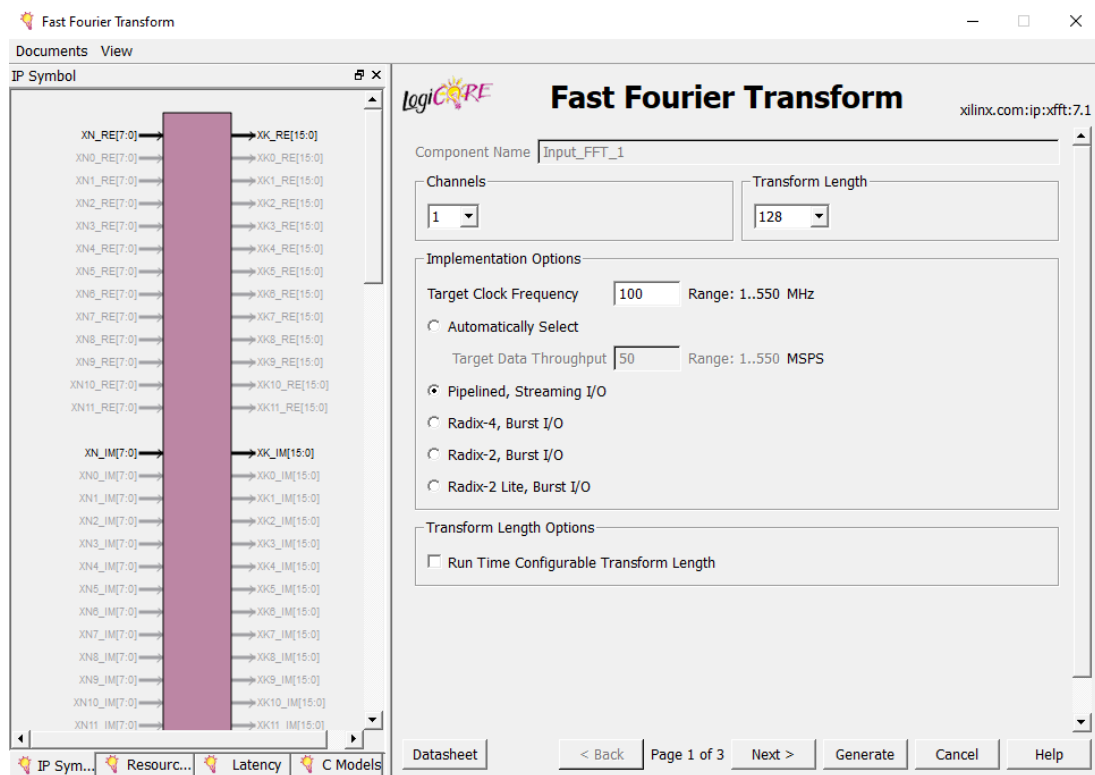 Fast Fourier Transform
Documents View
IP Symbol
XN_RE[7:0] XK_RE[15:0]
XN0_RE[7:0] XK0_RE[15:0]
XN1_RE[7:0] XK1_RE[15:0]
XN2_RE[7:0] XK2_RE[15:0]
XN3_RE[7:0] XK3_RE[15:0]
XN4_RE[7:0] XK4_RE[15:0]
XN5_RE[7:0] XK5_RE[15:0]
XN6_RE[7:0] XK6_RE[15:0]
XN7_RE[7:0] XK7_RE[15:0]
XN8_RE[7:0] XK8_RE[15:0]
XN9_RE[7:0] XK9_RE[15:0]
XN10_RE[7:0] XK10_RE[15:0]
XN11_RE[7:0] XK11_RE[15:0]
XN_IM[7:0] XK_IM[15:0]
XN0_IM[7:0] XK0_IM[15:0]
XN1_IM[7:0] XK1_IM[15:0]
XN2_IM[7:0] XK2_IM[15:0]
XN3_IM[7:0] XK3_IM[15:0]
XN4_IM[7:0] XK4_IM[15:0]
XN5_IM[7:0] XK5_IM[15:0]
XN6_IM[7:0] XK6_IM[15:0]
XN7_IM[7:0] XK7_IM[15:0]
XN8_IM[7:0] XK8_IM[15:0]
XN9_IM[7:0] XK9_IM[15:0]
XN10_IM[7:0] XK10_IM[15:0]
XN11_IM[7:0] XK11_IM[15:0]
IP Sym... Resourc... Latency C Models
LogiCORE Fast Fourier Transform xilinx.com:ip:xfft:7.1
Component Name Input_FFT_1
Channels
1
Transform Length
128
Implementation Options
Target Clock Frequency 100 Range: 1..550 MHz
Automatically Select
Target Data Throughput 50 Range: 1..550 MSPS
Pipelined, Streaming I/O
Radix-4, Burst I/O
Radix-2, Burst I/O
Radix-2 Lite, Burst I/O
Transform Length Options
Run Time Configurable Transform Length
Datasheet < Back Page 1 of 3 Next > Generate Cancel Help